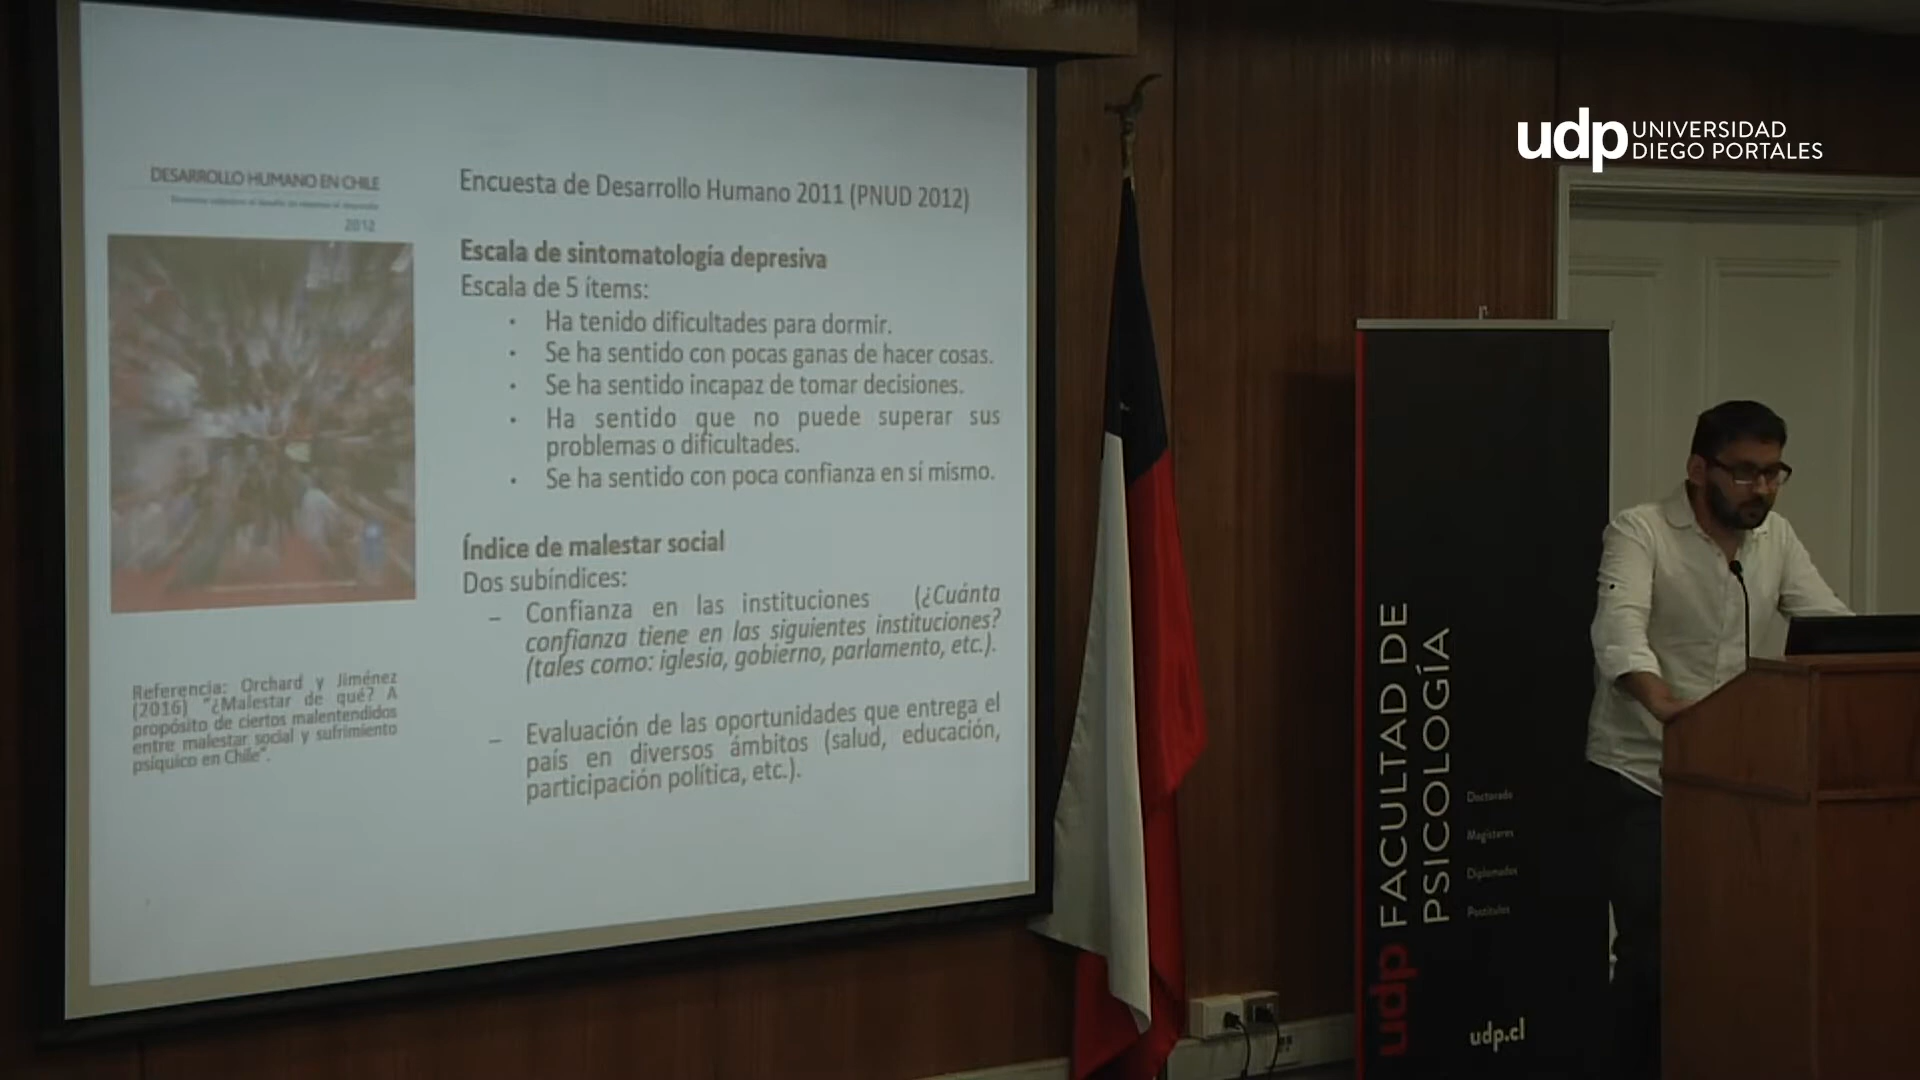 DESARROLLO HUMANO EN CHILE
2012
Encuesta de Desarrollo Humano 2011 (PNUD 2012)
Escala de sintomatología depresiva
Escala de 5 ítems:
• Ha tenido dificultades para dormir.
• Se ha sentido con pocas ganas de hacer cosas.
• Se ha sentido incapaz de tomar decisiones.
• Ha sentido que no puede superar sus
problemas o dificultades.
• Se ha sentido con poca confianza en sí mismo.
Índice de malestar social
Dos subíndices:
– Confianza en las instituciones (¿Cuánta
confianza tiene en las siguientes instituciones?
(tales como: iglesia, gobierno, parlamento, etc.).
– Evaluación de las oportunidades que entrega el
país en diversos ámbitos (salud, educación,
participación política, etc.).
Referencia: Orchard y Jiménez
(2016) "¿Malestar de qué? A
propósito de ciertos malentendidos
entre malestar social y sufrimiento
psíquico en Chile".
udp UNIVERSIDAD
DIEGO PORTALES
udp FACULTAD DE
PSICOLOGÍA
Doctorado
Magísteres
Diplomados
Postítulos
udp.cl